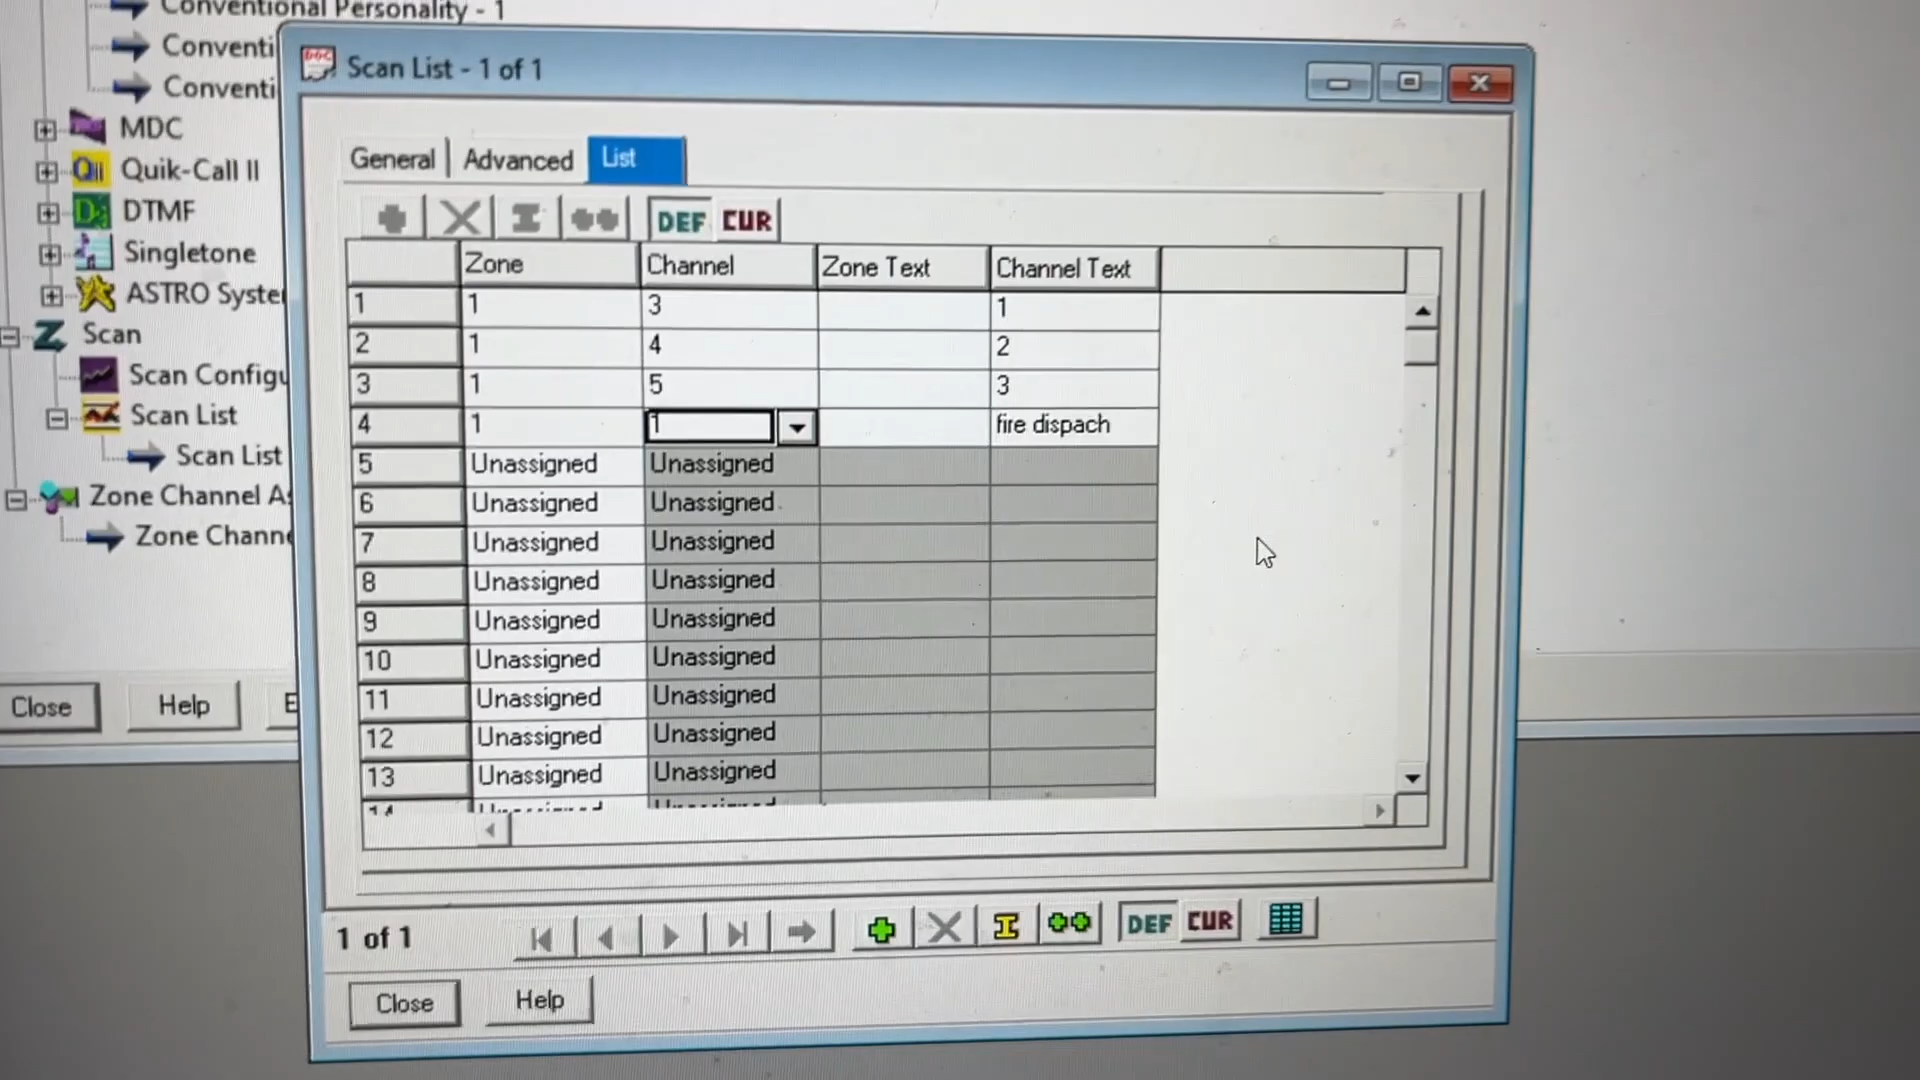 Conventional Personality - 1
Conventi
Conventi
MDC
Quik-Call II
DTMF
Singletone
ASTRO Syste
Scan
Scan Configu
Scan List
Scan List
Zone Channel As
Zone Channe
Close Help E
Scan List - 1 of 1
General Advanced List
DEF CUR
Zone Channel Zone Text Channel Text
1 1 3 1
2 1 4 2
3 1 5 3
4 1 1 fire dispach
5 Unassigned Unassigned
6 Unassigned Unassigned
7 Unassigned Unassigned
8 Unassigned Unassigned
9 Unassigned Unassigned
10 Unassigned Unassigned
11 Unassigned Unassigned
12 Unassigned Unassigned
13 Unassigned Unassigned
1 of 1 DEF CUR
Close Help